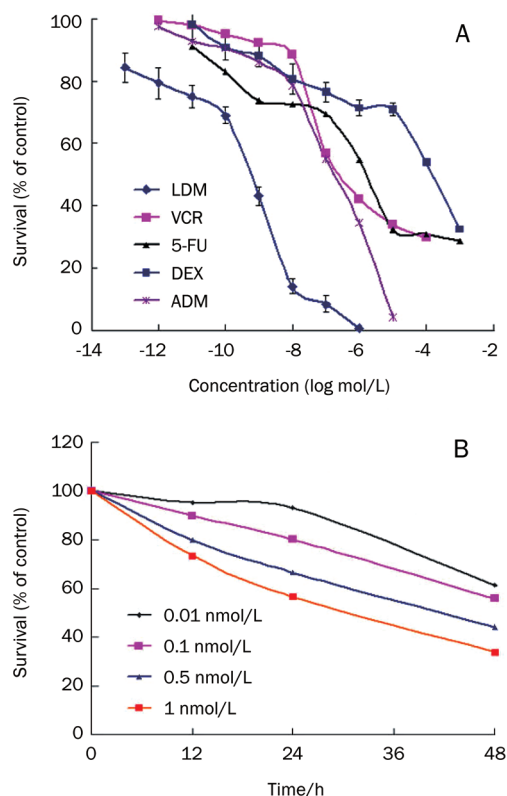 A
100
80
60
40
20
0
Survival (% of control)
LDM
VCR
5-FU
DEX
ADM
-14 -12 -10 -8 -6 -4 -2
Concentration (log mol/L)
B
120
100
80
60
40
20
0
Survival (% of control)
0.01 nmol/L
0.1 nmol/L
0.5 nmol/L
1 nmol/L
0 12 24 36 48
Time/h